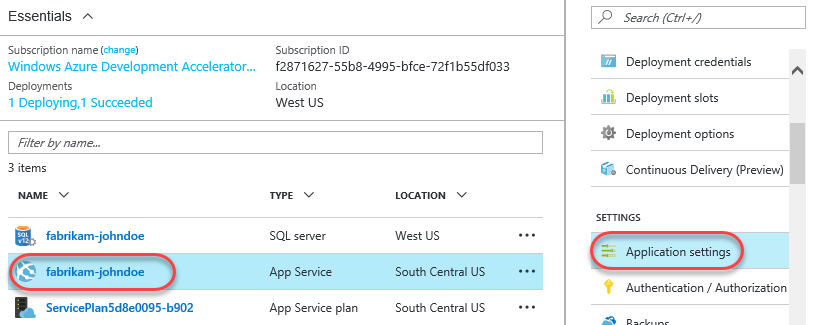 Essentials
Subscription name (change)
Windows Azure Development Accelerator...
Subscription ID
f2871627-55b8-4995-bfce-72f1b55df033
Deployments
1 Deploying,1 Succeeded
Location
West US
Filter by name...
3 items
NAME TYPE LOCATION
SQL v12 fabrikam-johndoe SQL server West US ...
fabrikam-johndoe App Service South Central US ...
ServicePlan5d8e0095-b902 App Service plan South Central US ...
Search (Ctrl+/)
Deployment credentials
Deployment slots
Deployment options
Continuous Delivery (Preview)
SETTINGS
Application settings
Authentication / Authorization
Backups